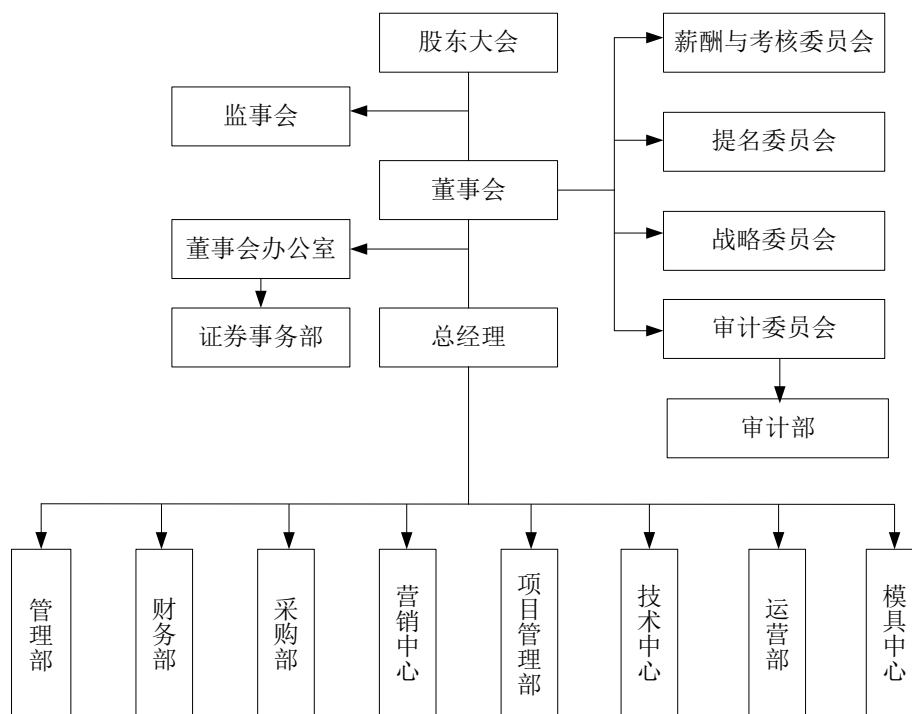 股东大会
薪酬与考核委员会
监事会
提名委员会
董事会
战略委员会
董事会办公室
证券事务部
总经理
审计委员会
审计部
管理部
财务部
采购部
营销中心
项目管理部
技术中心
运营部
模具中心